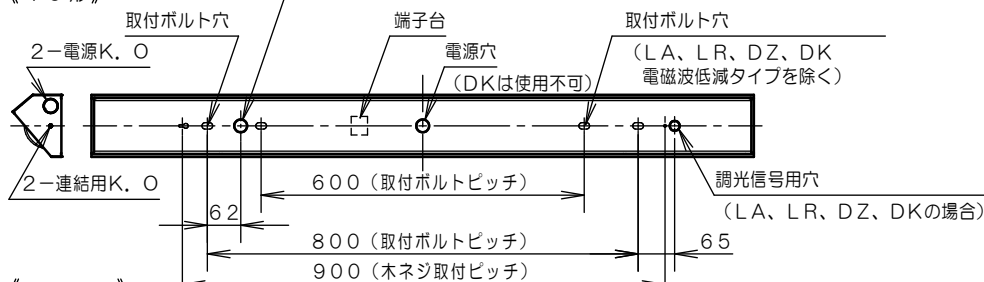 取付ボルト穴
端子台
取付ボルト穴
2－電源K．O
電源穴
(LA、LR、DZ、DK
(DKは使用不可)
電磁波低減タイプを除く)
2－連結用K．O
600(取付ボルトピッチ)
調光信号用穴
(LA、LR、DZ、DKの場合)
62
800(取付ボルトピッチ)
65
900(木ネジ取付ピッチ)